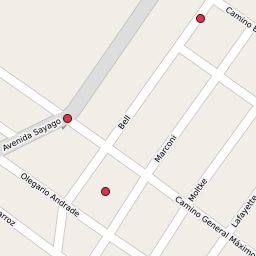 Camino
Bell
Avenida Sayago
Marconi
Olegario Andrade
Moltke
Lafayette
Camino General Máximo
arroz